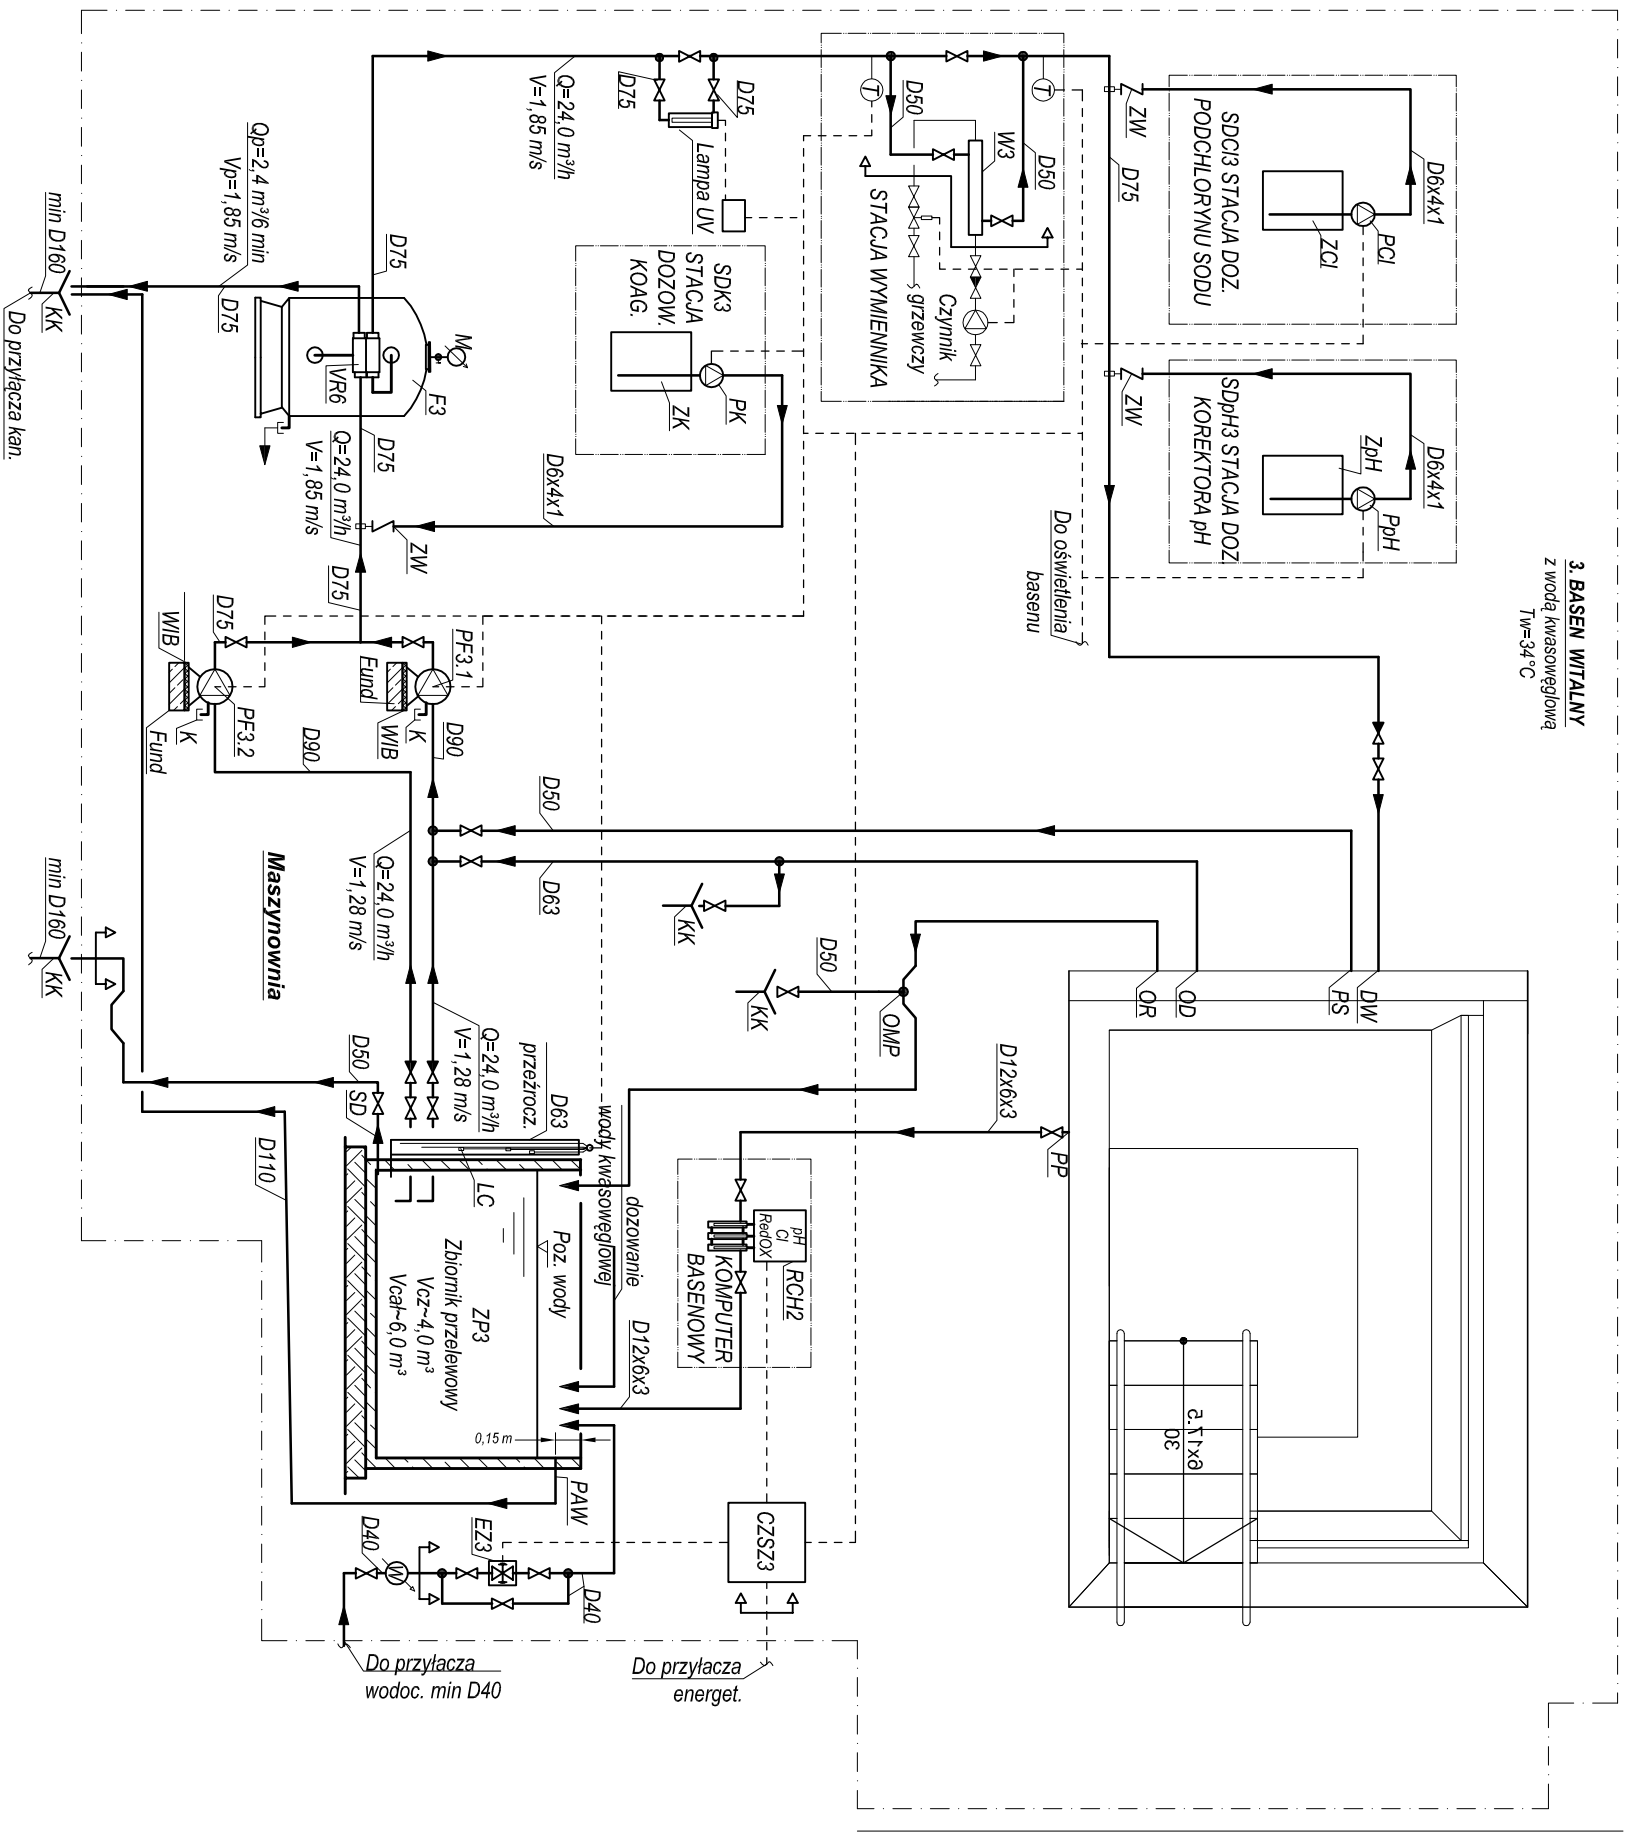 3. BASEN WITALNY
z wodą kwasowęglową
Tw=34°C
SDCl3 STACJA DOZ.
PODCHLORYNU SODU
D6x4x1
PCl
ZCl
ZW
D75
SDpH3 STACJA DOZ.
KOREKTORA pH
D6x4x1
PpH
ZpH
ZW
Do oświetlenia
basenu
T
T
D50
W3
D50
STACJA WYMIENNIKA
Czynnik
grzewczy
D75
D75
Lampa UV
Q=24,0 m³/h
V=1,85 m/s
SDK3
STACJA
DOZOW.
KOAG.
PK
ZK
D6x4x1
ZW
Qp=2,4 m³/6 min
Vp=1,85 m/s
D75
D75
min D160
KK
Do przyłącza kan.
M
F3
VR6
D75
Q=24,0 m³/h
V=1,85 m/s
D75
D75
WIB
PF3.2
K
Fund
PF3.1
Fund
K
WIB
D90
D90
D50
D63
Q=24,0 m³/h
V=1,28 m/s
Maszynownia
KK
D50
KK
OMP
OR
OD
PS
DW
min D160
KK
D50
SD
D110
Q=24,0 m³/h
V=1,28 m/s
D63
przeźrocz.
LC
dozowanie
wody kwasowęglowej
Poz. wody
ZP3
Zbiornik przelewowy
Vcz~4,0 m³
Vcał~6,0 m³
0,15 m
D12x6x3
PP
pH
Cl
RedOX
RCH2
KOMPUTER
BASENOWY
D12x6x3
PAW
CZSZ3
EZ3
D40
W
D40
6x17.5
30
Do przyłacza
wodoc. min D40
Do przyłacza
energet.